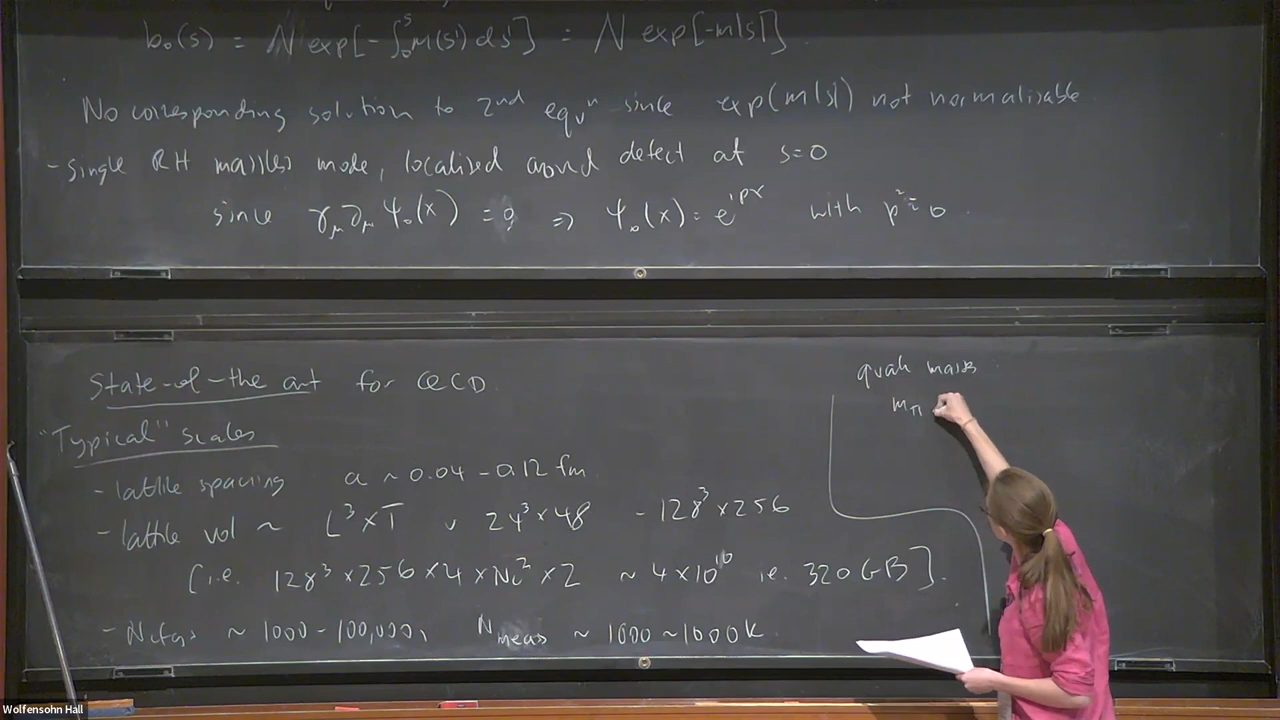 b₀(s) = N exp[-∫₀ˢ m(s') ds'] = N exp[-m|s|]
No corresponding solution to 2nd eqn since exp(m|s|) not normalisable
- Single RH massless mode, localised around defect at s=0
since γ_μ ∂_μ ψ₀(x) = 0 ⇒ ψ₀(x) = e^{ipx} with p² = 0
State-of-the art for QCD
"Typical" scales
- lattice spacing a ~ 0.04 - 0.12 fm
- lattice vol ~ L³×T ~ 24³×48 - 128³×256
[i.e. 128³×256×4×Nc²×2 ~ 4×10¹⁰ i.e. 320 GB].
- Ncfgs ~ 1000 - 100,000, N_meas ~ 1000 ~ 1000k
quark masses
m_π
Wolfensohn Hall